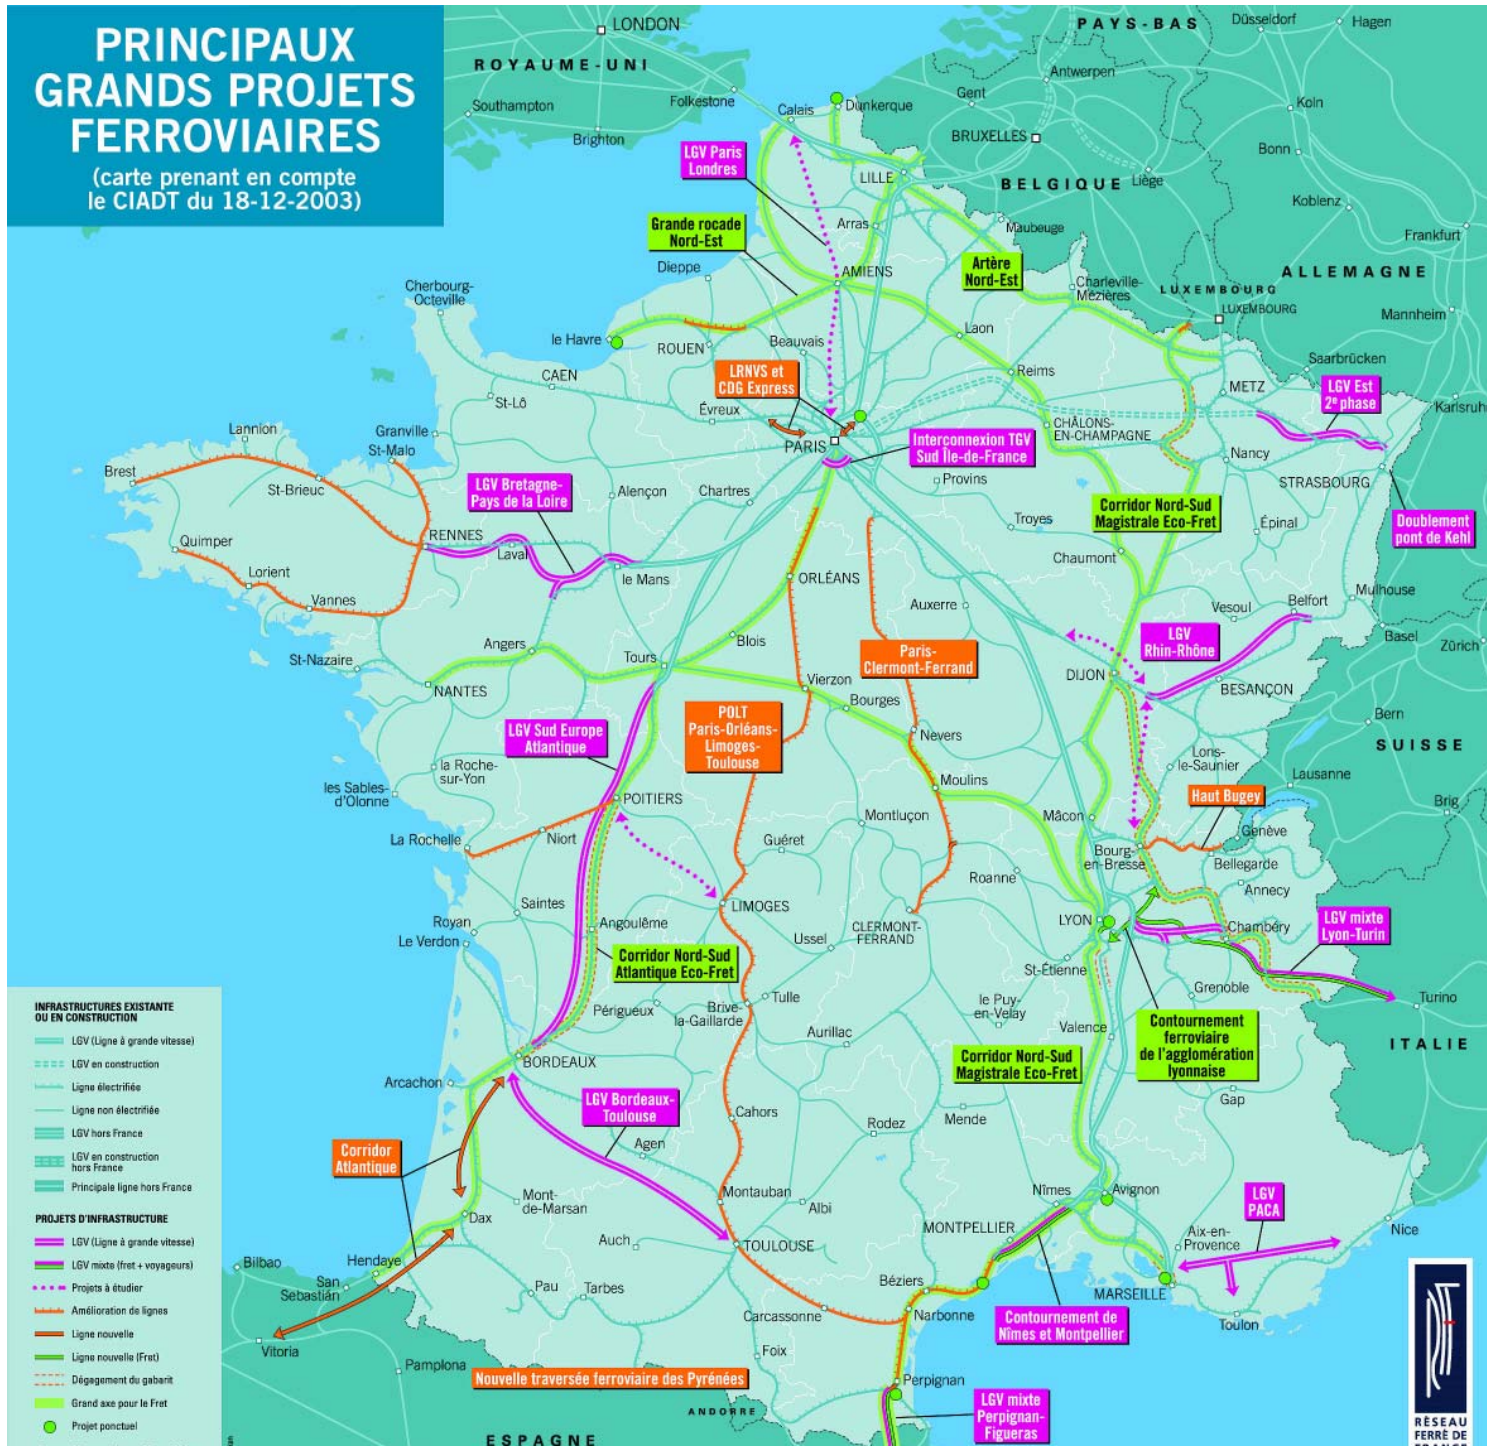 PRINCIPAUX
GRANDS PROJETS
FERROVIAIRES
(carte prenant en compte
le CIADT du 18-12-2003)
LONDON
ROYAUME-UNI
Southampton
Folkestone
Brighton
PAYS-BAS
Düsseldorf
Hagen
Antwerpen
Gent
BRUXELLES
Koln
Bonn
BELGIQUE
Liège
Koblenz
Frankfurt
ALLEMAGNE
LUXEMBOURG
LUXEMBOURG
Mannheim
Saarbrücken
Karlsruh
Calais
Dunkerque
LGV Paris
Londres
LILLE
Arras
Maubeuge
Grande rocade
Nord-Est
Artère
Nord-Est
Dieppe
AMIENS
Charleville-
Mézières
Cherbourg-
Octeville
le Havre
ROUEN
Beauvais
Laon
Reims
METZ
LGV Est
2e phase
CAEN
St-Lô
LRNVS et
CDG Express
Évreux
PARIS
CHÂLONS-
EN-CHAMPAGNE
Interconnexion TGV
Sud Île-de-France
Nancy
STRASBOURG
Lannion
Granville
St-Malo
Brest
St-Brieuc
LGV Bretagne-
Pays de la Loire
Alençon
Chartres
Provins
Troyes
Corridor Nord-Sud
Magistrale Eco-Fret
Épinal
Doublement
pont de Kehl
Chaumont
Quimper
RENNES
Laval
le Mans
Lorient
Vannes
ORLÉANS
Auxerre
Vesoul
Belfort
Mulhouse
Basel
Zürich
Angers
Blois
LGV
Rhin-Rhône
St-Nazaire
Tours
Paris-
Clermont-Ferrand
DIJON
NANTES
Vierzon
Bourges
BESANÇON
Bern
SUISSE
LGV Sud Europe
Atlantique
POLT
Paris-Orléans-
Limoges-
Toulouse
Nevers
Lons-
le-Saunier
Lausanne
la Roche-
sur-Yon
les Sables-
d'Olonne
Moulins
Haut Bugey
Brig
POITIERS
Montluçon
Mâcon
Genève
La Rochelle
Niort
Guéret
Bourg-
en-Bresse
Bellegarde
Roanne
Annecy
Saintes
LIMOGES
CLERMONT-
FERRAND
LYON
Chambéry
LGV mixte
Lyon-Turin
Royan
Le Verdon
Angoulême
Ussel
Corridor Nord-Sud
Atlantique Eco-Fret
St-Étienne
Grenoble
Turino
Périgueux
Brive-
la-Gaillarde
Tulle
le Puy-
en-Velay
Aurillac
Valence
Contournement
ferroviaire
de l'agglomération
lyonnaise
ITALIE
BORDEAUX
Corridor Nord-Sud
Magistrale Eco-Fret
Arcachon
LGV Bordeaux-
Toulouse
Cahors
Rodez
Mende
Gap
Corridor
Atlantique
Agen
Montauban
Albi
Nîmes
Avignon
LGV
PACA
Mont-
de-Marsan
Dax
MONTPELLIER
Aix-en-
Provence
Nice
Bilbao
Hendaye
San
Sebastián
Auch
TOULOUSE
Pau
Tarbes
Béziers
MARSEILLE
Carcassonne
Narbonne
Contournement de
Nîmes et Montpellier
Toulon
Vitoria
Pamplona
Foix
Nouvelle traversée ferroviaire des Pyrénées
Perpignan
LGV mixte
Perpignan-
Figueras
ANDORRE
ESPAGNE
INFRASTRUCTURES EXISTANTE
OU EN CONSTRUCTION
LGV (Ligne à grande vitesse)
LGV en construction
Ligne électrifiée
Ligne non électrifiée
LGV hors France
LGV en construction
hors France
Principale ligne hors France
PROJETS D'INFRASTRUCTURE
LGV (Ligne à grande vitesse)
LGV mixte (fret + voyageurs)
Projets à étudier
Amélioration de lignes
Ligne nouvelle
Ligne nouvelle (Fret)
Dégagement du gabarit
Grand axe pour le Fret
Projet ponctuel
RÉSEAU
FERRÉ DE
FRANCE